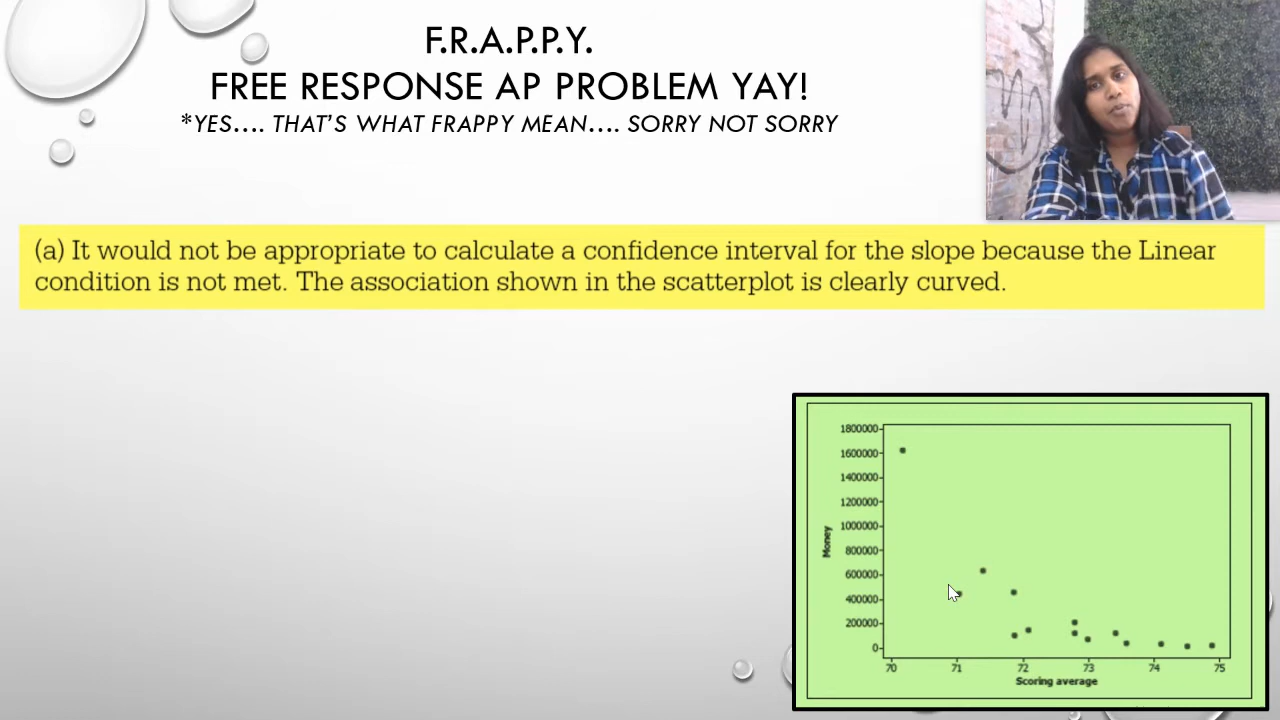 F.R.A.P.P.Y.
FREE RESPONSE AP PROBLEM YAY!
*YES.... THAT'S WHAT FRAPPY MEAN.... SORRY NOT SORRY
(a) It would not be appropriate to calculate a confidence interval for the slope because the Linear
condition is not met. The association shown in the scatterplot is clearly curved.
1800000
1600000
1400000
1200000
1000000
800000
600000
400000
200000
0
Money
70 71 72 73 74 75
Scoring average